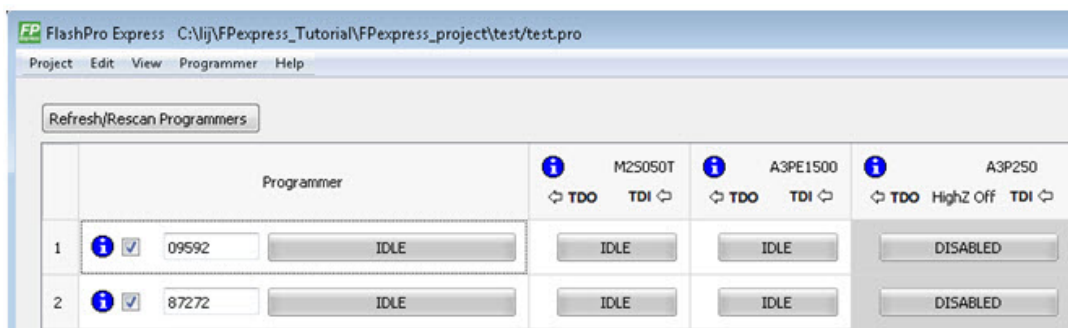 FP FlashPro Express C:\lij\FPexpress_Tutorial\FPexpress_project\test/test.pro
Project Edit View Programmer Help
Refresh/Rescan Programmers
Programmer
M2S050T
TDO TDI
A3PE1500
TDO TDI
A3P250
TDO HighZ Off TDI
1 09592 IDLE IDLE IDLE DISABLED
2 87272 IDLE IDLE IDLE DISABLED